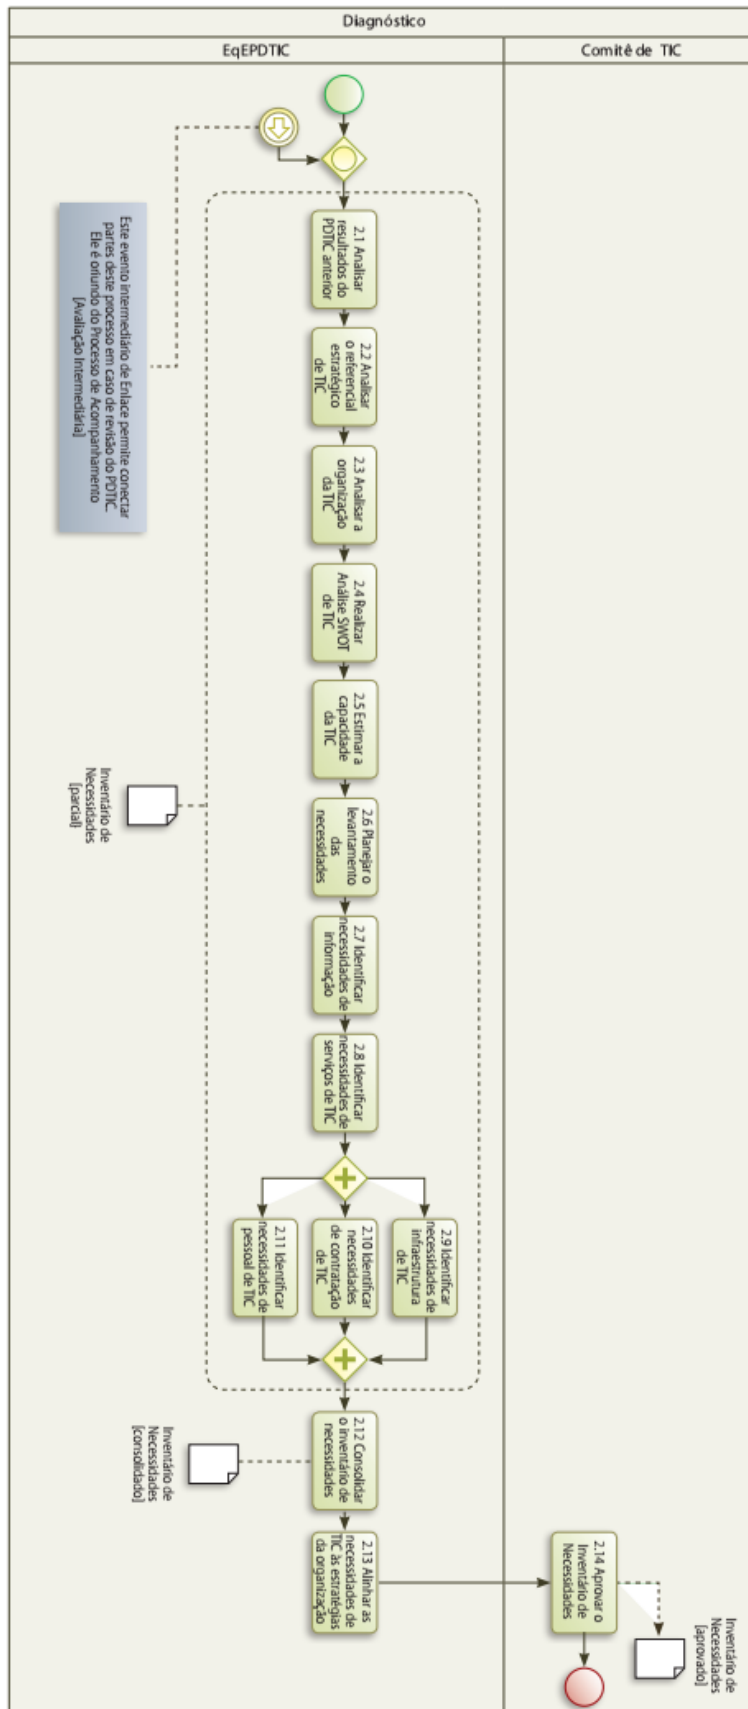 Diagnóstico
EqEPDTIC
Comitê de TIC
Este evento intermediário de Enlace permite conectar
partes deste processo em caso de revisão do PDTIC.
Ele é oriundo do Processo de Acompanhamento
[Avaliação Intermediária]
2.1 Analisar
resultados do
PDTIC anterior
2.2 Analisar
o referencial
estratégico
de TIC
2.3 Analisar a
organização
da TIC
2.4 Realizar
Análise SWOT
de TIC
2.5 Estimar a
capacidade
da TIC
Inventário de
Necessidades
[parcial]
2.6 Planejar o
levantamento
das
necessidades
2.7 Identificar
necessidades de
informação
2.8 Identificar
necessidades de
serviços de TIC
2.9 Identificar
necessidades de
infraestrutura
de TIC
2.10 Identificar
necessidades
de contratação
de TIC
2.11 Identificar
necessidades de
pessoal de TIC
2.12 Consolidar
o inventário de
necessidades
Inventário de
Necessidades
[consolidado]
2.13 Alinhar as
necessidades de
TIC às estratégias
da organização
2.14 Aprovar o
Inventário de
Necessidades
Inventário de
Necessidades
[aprovado]